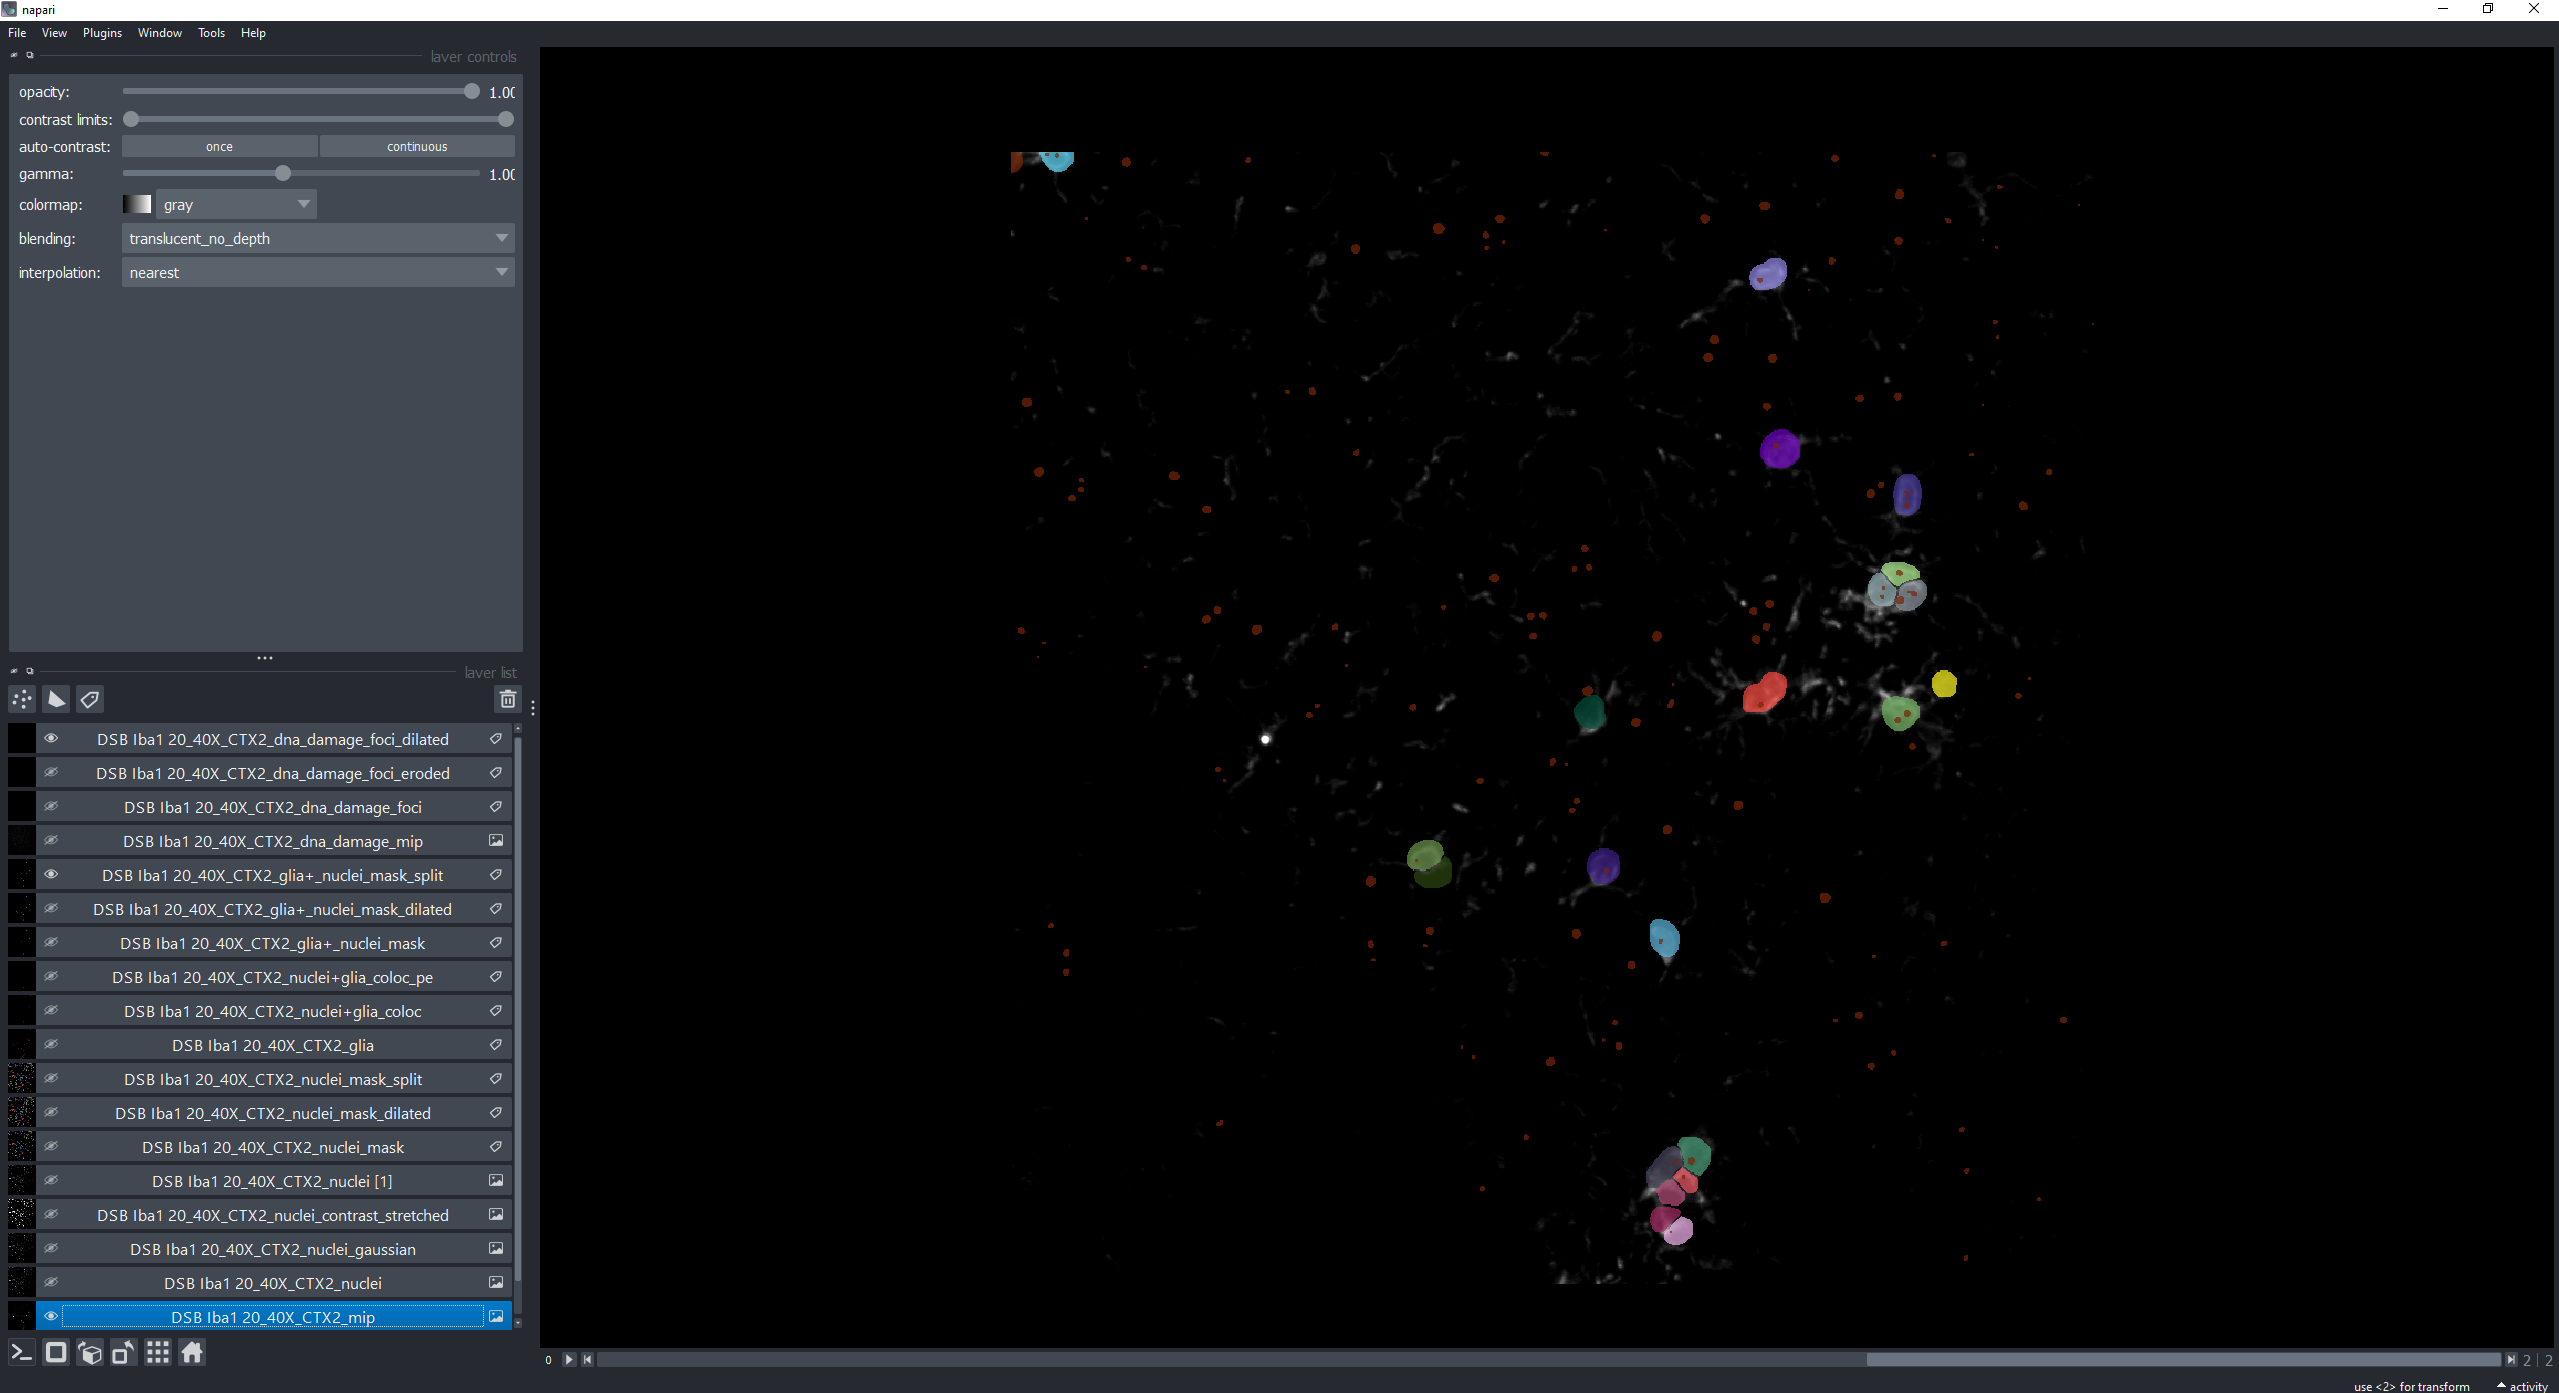 napari
File View Plugins Window Tools Help
layer controls
opacity: 1.00
contrast limits:
auto-contrast: once continuous
gamma: 1.00
colormap: gray
blending: translucent_no_depth
interpolation: nearest
layer list
DSB Iba1 20_40X_CTX2_dna_damage_foci_dilated
DSB Iba1 20_40X_CTX2_dna_damage_foci_eroded
DSB Iba1 20_40X_CTX2_dna_damage_foci
DSB Iba1 20_40X_CTX2_dna_damage_mip
DSB Iba1 20_40X_CTX2_glia+_nuclei_mask_split
DSB Iba1 20_40X_CTX2_glia+_nuclei_mask_dilated
DSB Iba1 20_40X_CTX2_glia+_nuclei_mask
DSB Iba1 20_40X_CTX2_nuclei+glia_coloc_pe
DSB Iba1 20_40X_CTX2_nuclei+glia_coloc
DSB Iba1 20_40X_CTX2_glia
DSB Iba1 20_40X_CTX2_nuclei_mask_split
DSB Iba1 20_40X_CTX2_nuclei_mask_dilated
DSB Iba1 20_40X_CTX2_nuclei_mask
DSB Iba1 20_40X_CTX2_nuclei [1]
DSB Iba1 20_40X_CTX2_nuclei_contrast_stretched
DSB Iba1 20_40X_CTX2_nuclei_gaussian
DSB Iba1 20_40X_CTX2_nuclei
DSB Iba1 20_40X_CTX2_mip
0 2 | 2
use <2> for transform activity